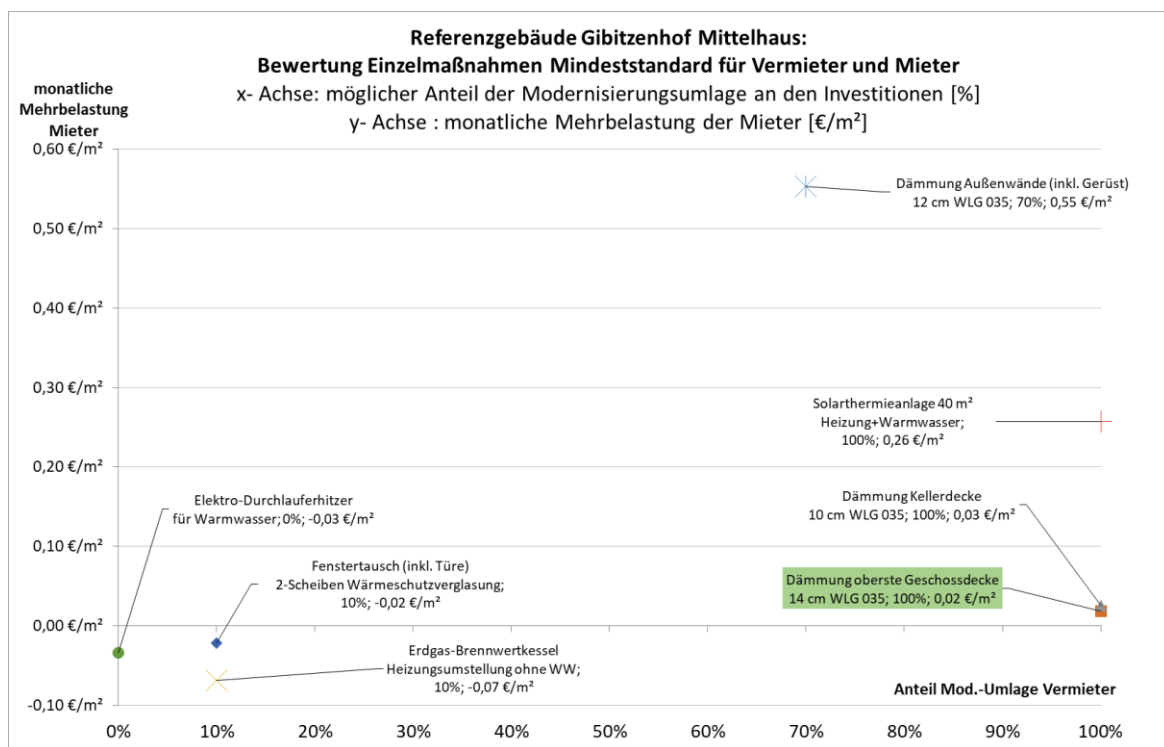 Referenzgebäude Gibitzenhof Mittelhaus:
Bewertung Einzelmaßnahmen Mindeststandard für Vermieter und Mieter
x- Achse: möglicher Anteil der Modernisierungsumlage an den Investitionen [%]
y- Achse : monatliche Mehrbelastung der Mieter [€/m²]
monatliche
Mehrbelastung
Mieter
0,60 €/m²
0,50 €/m²
0,40 €/m²
0,30 €/m²
0,20 €/m²
0,10 €/m²
0,00 €/m²
-0,10 €/m²
Dämmung Außenwände (inkl. Gerüst)
12 cm WLG 035; 70%; 0,55 €/m²
Solarthermieanlage 40 m²
Heizung+Warmwasser;
100%; 0,26 €/m²
Elektro-Durchlauferhitzer
für Warmwasser; 0%; -0,03 €/m²
Dämmung Kellerdecke
10 cm WLG 035; 100%; 0,03 €/m²
Fenstertausch (inkl. Türe)
2-Scheiben Wärmeschutzverglasung;
10%; -0,02 €/m²
Dämmung oberste Geschossdecke
14 cm WLG 035; 100%; 0,02 €/m²
Erdgas-Brennwertkessel
Heizungsumstellung ohne WW;
10%; -0,07 €/m²
Anteil Mod.-Umlage Vermieter
0% 10% 20% 30% 40% 50% 60% 70% 80% 90% 100%